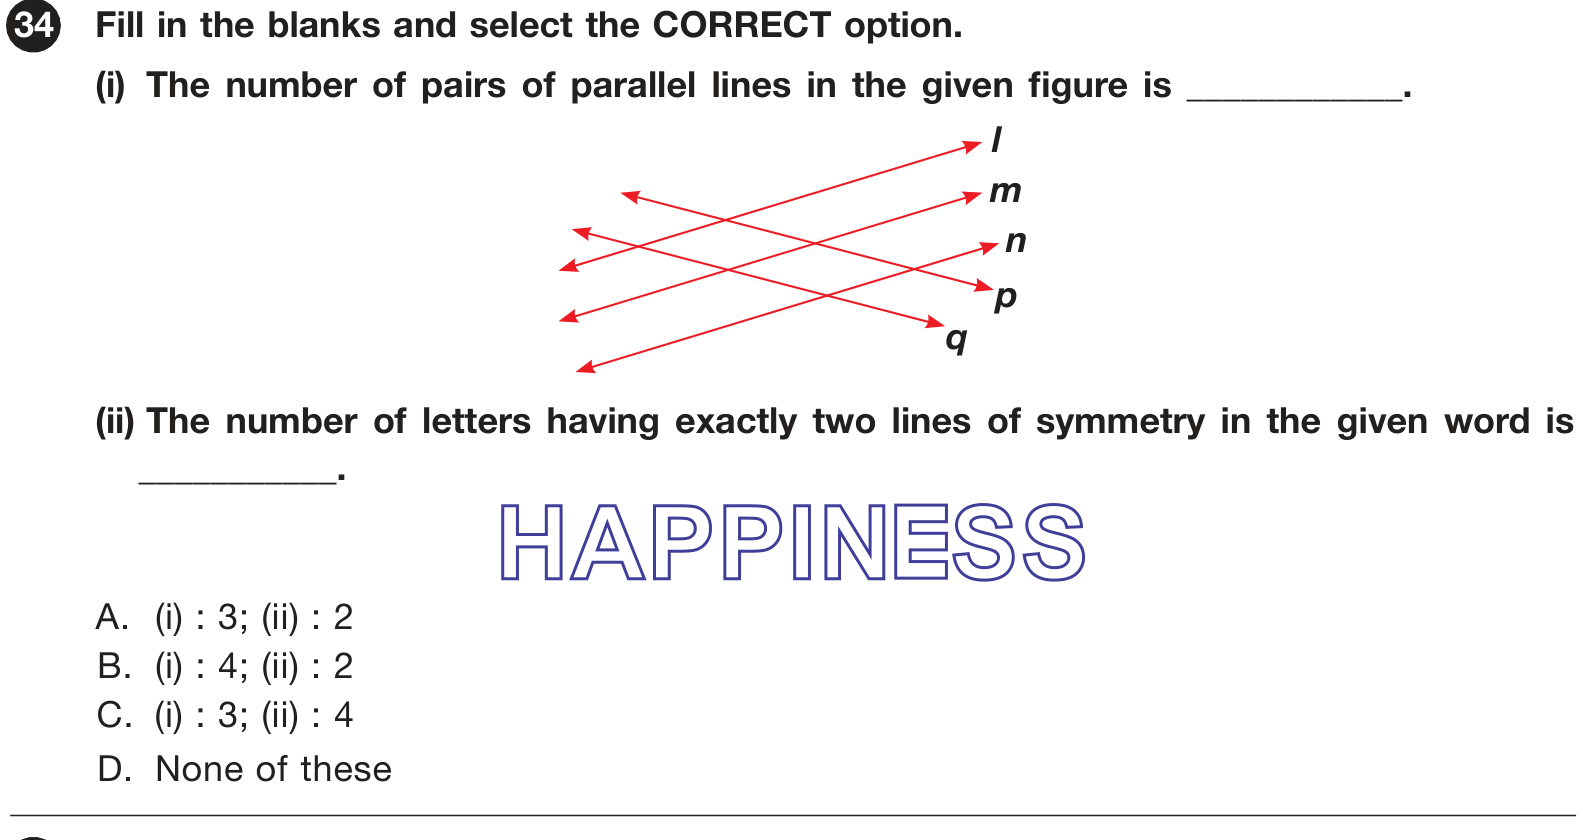 34 Fill in the blanks and select the CORRECT option.
(i) The number of pairs of parallel lines in the given figure is ____________.
l
m
n
p
q
(ii) The number of letters having exactly two lines of symmetry in the given word is
___________.
HAPPINESS
A. (i) : 3; (ii) : 2
B. (i) : 4; (ii) : 2
C. (i) : 3; (ii) : 4
D. None of these